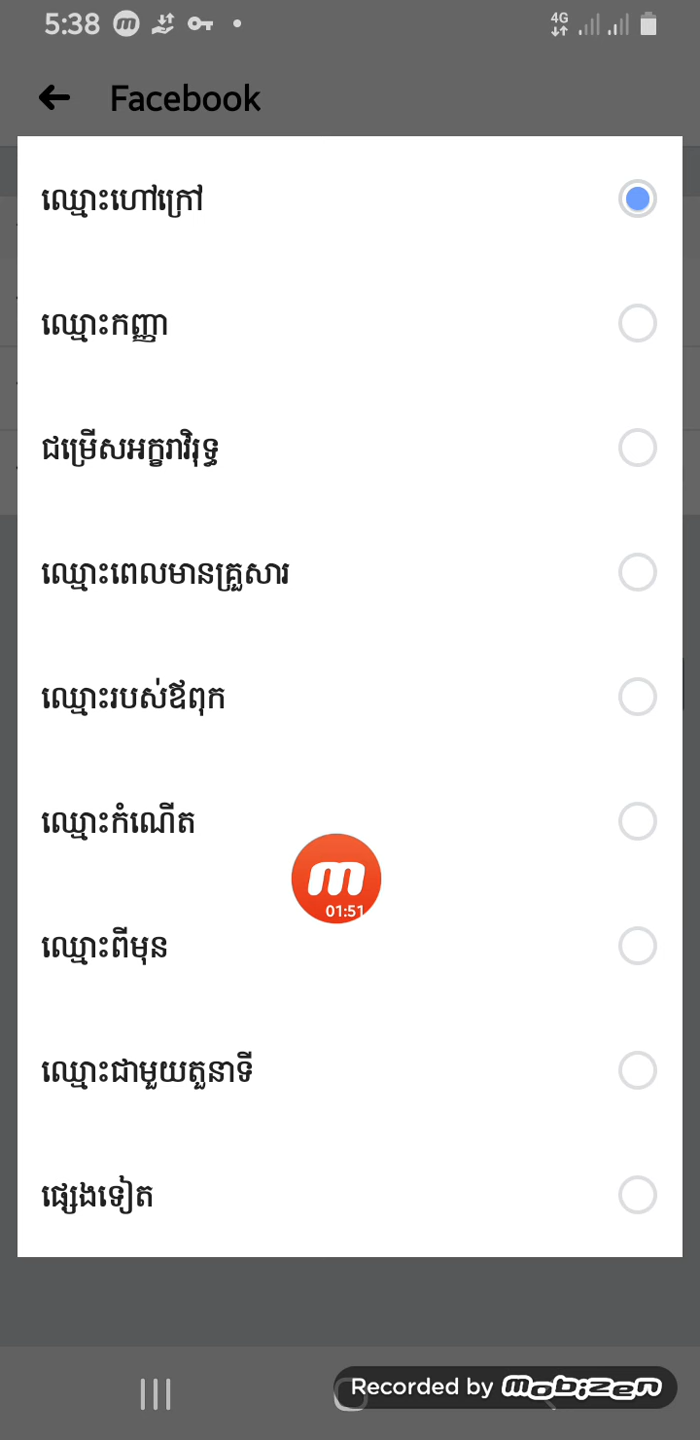 5:38
4G
Facebook
ឈ្មោះហៅក្រៅ
ឈ្មោះកញ្ញា
ជម្រើសអក្ខរាវិរុទ្ធ
ឈ្មោះពេលមានគ្រួសារ
ឈ្មោះរបស់ឪពុក
ឈ្មោះកំណើត
m
01:51
ឈ្មោះពីមុន
ឈ្មោះជាមួយតួនាទី
ផ្សេងទៀត
Recorded by mobizen